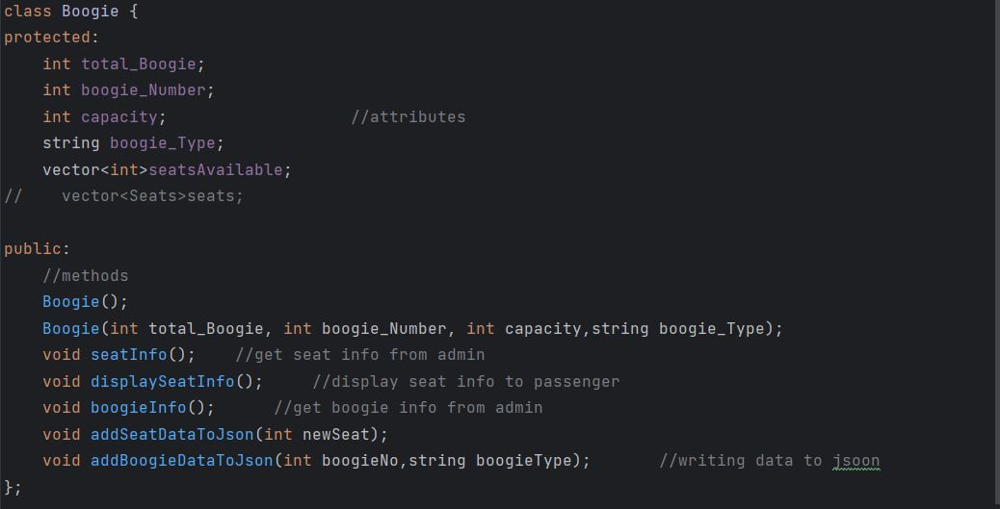 class Boogie {
protected:
    int total_Boogie;
    int boogie_Number;
    int capacity;                   //attributes
    string boogie_Type;
    vector<int>seatsAvailable;
//    vector<Seats>seats;

public:
    //methods
    Boogie();
    Boogie(int total_Boogie, int boogie_Number, int capacity,string boogie_Type);
    void seatInfo();    //get seat info from admin
    void displaySeatInfo();     //display seat info to passenger
    void boogieInfo();      //get boogie info from admin
    void addSeatDataToJson(int newSeat);
    void addBoogieDataToJson(int boogieNo,string boogieType);       //writing data to jsoon
};